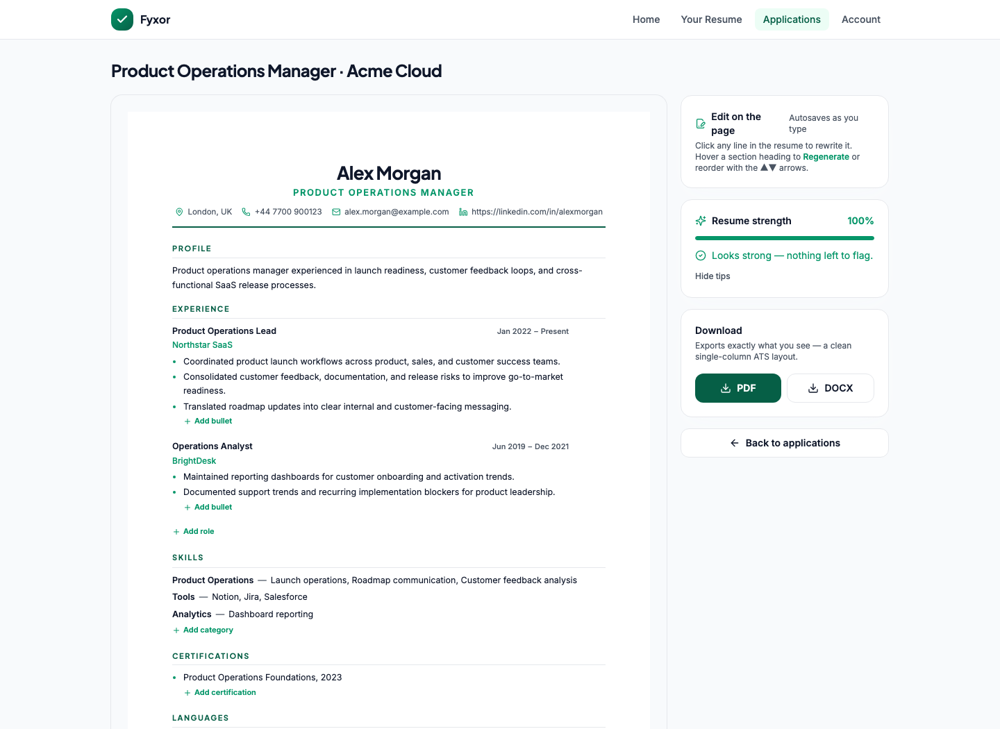 Fyxor
Home Your Resume Applications Account
Product Operations Manager · Acme Cloud
Alex Morgan
PRODUCT OPERATIONS MANAGER
London, UK +44 7700 900123 alex.morgan@example.com https://linkedin.com/in/alexmorgan
PROFILE
Product operations manager experienced in launch readiness, customer feedback loops, and cross-
functional SaaS release processes.
EXPERIENCE
Product Operations Lead Jan 2022 – Present
Northstar SaaS
• Coordinated product launch workflows across product, sales, and customer success teams.
• Consolidated customer feedback, documentation, and release risks to improve go-to-market
readiness.
• Translated roadmap updates into clear internal and customer-facing messaging.
+ Add bullet
Operations Analyst Jun 2019 – Dec 2021
BrightDesk
• Maintained reporting dashboards for customer onboarding and activation trends.
• Documented support trends and recurring implementation blockers for product leadership.
+ Add bullet
+ Add role
SKILLS
Product Operations — Launch operations, Roadmap communication, Customer feedback analysis
Tools — Notion, Jira, Salesforce
Analytics — Dashboard reporting
+ Add category
CERTIFICATIONS
• Product Operations Foundations, 2023
+ Add certification
LANGUAGES
Edit on the
page
Autosaves as you
type
Click any line in the resume to rewrite it.
Hover a section heading to Regenerate or
reorder with the ▲▼ arrows.
Resume strength 100%
Looks strong — nothing left to flag.
Hide tips
Download
Exports exactly what you see — a clean
single-column ATS layout.
PDF DOCX
← Back to applications